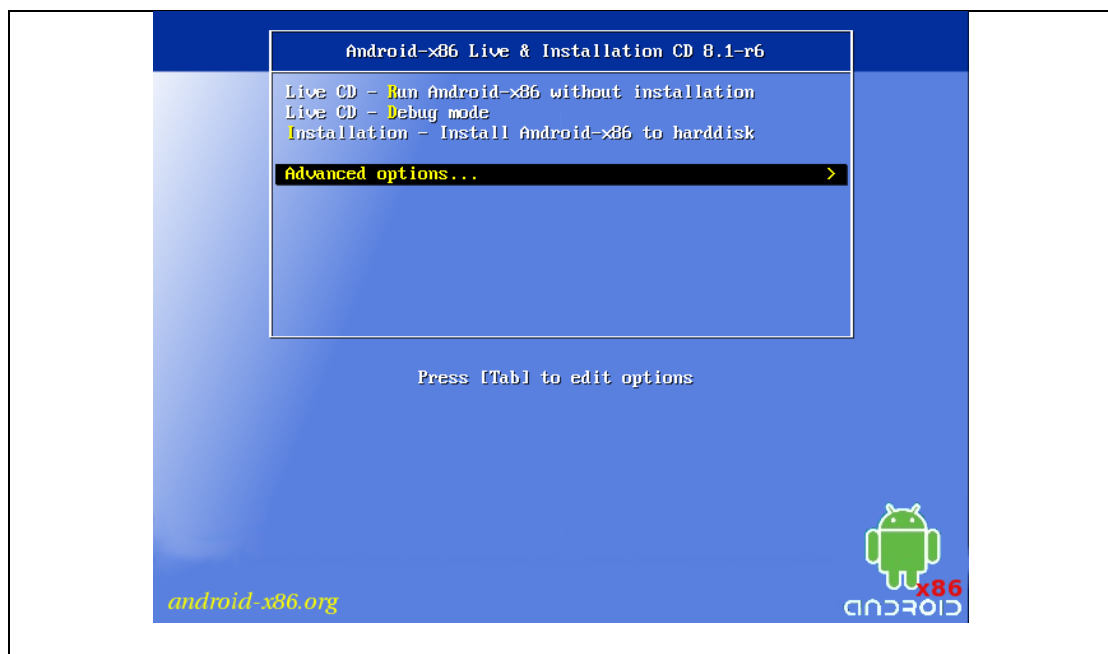 Android-x86 Live & Installation CD 8.1-r6
Live CD - Run Android-x86 without installation
Live CD - Debug mode
Installation - Install Android-x86 to harddisk
Advanced options... >
Press [Tab] to edit options
android-x86.org
x86
ANDROID